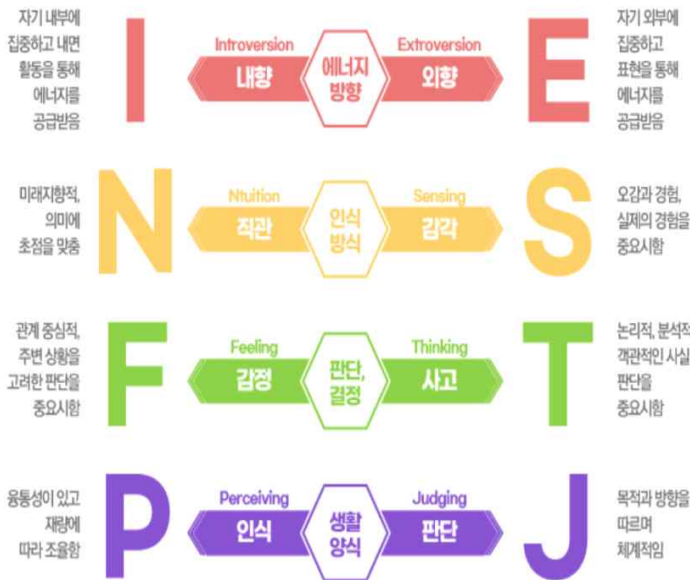 자기 내부에
집중하고 내면
활동을 통해
에너지를
공급받음
I
Introversion
내향
에너지
방향
Extroversion
외향
E
자기 외부에
집중하고
표현을 통해
에너지를
공급받음
미래지향적,
의미에
초점을 맞춤
N
Ntuition
직관
인식
방식
Sensing
감각
S
오감과 경험,
실제의 경험을
중요시함
관계 중심적,
주변 상황을
고려한 판단을
중요시함
F
Feeling
감정
판단,
결정
Thinking
사고
T
논리적, 분석적
객관적인 사실
판단을
중요시함
융통성이 있고
재량에
따라 조율함
P
Perceiving
인식
생활
양식
Judging
판단
J
목적과 방향을
따르며
체계적임